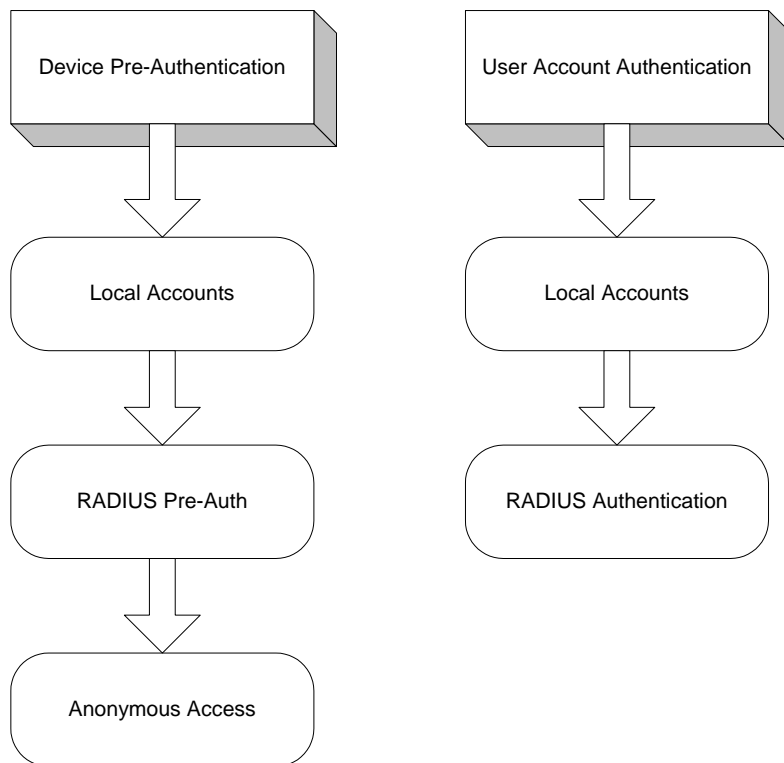 Device Pre-Authentication
User Account Authentication
Local Accounts
Local Accounts
RADIUS Pre-Auth
RADIUS Authentication
Anonymous Access